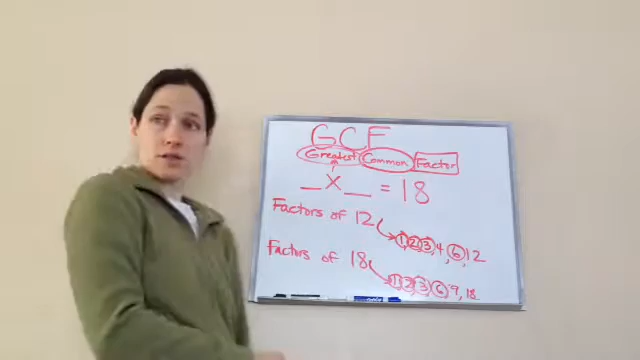 GCF
Greatest Common Factor
_ X _ = 18
Factors of 12
1, 2, 3, 4, 6, 12
Factors of 18
1, 2, 3, 6, 9, 18